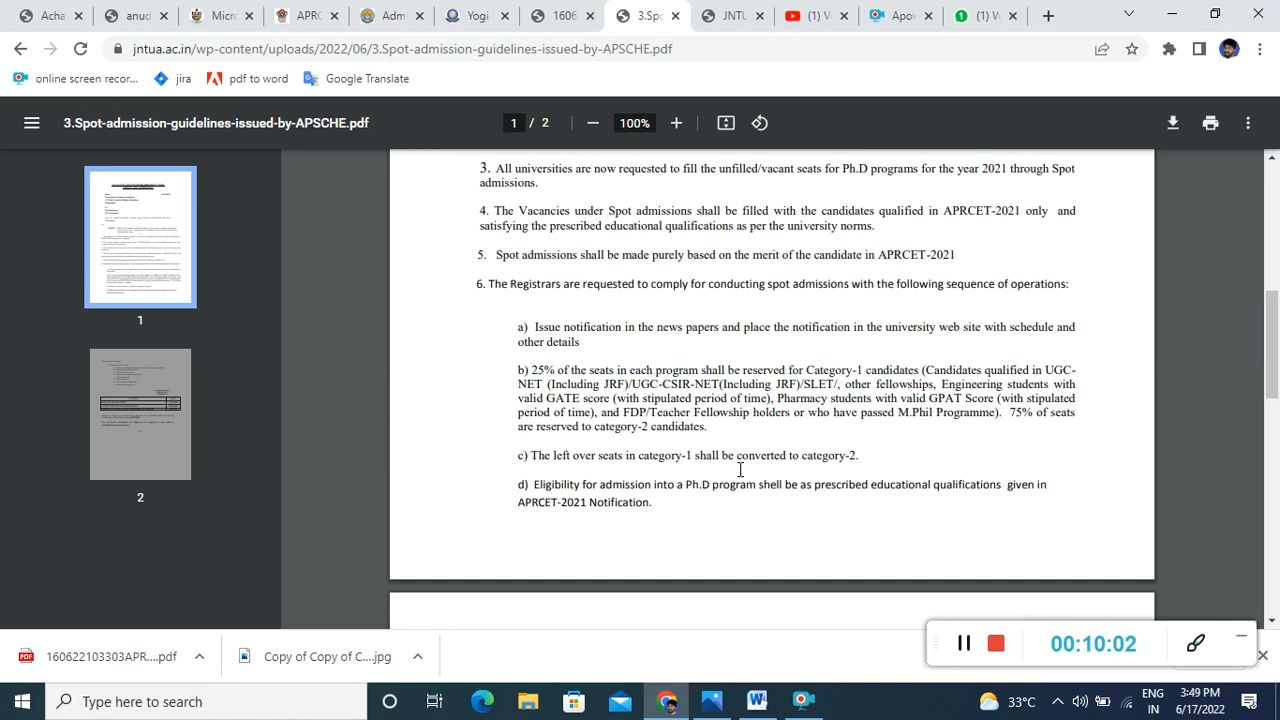 Acha
anud
Micro
APRC
Admi
Yogi
1606
3.Spo
JNTU
(1) V
Apow
(1) W
jntua.ac.in/wp-content/uploads/2022/06/3.Spot-admission-guidelines-issued-by-APSCHE.pdf
online screen recor...
jira
pdf to word
Google Translate
3.Spot-admission-guidelines-issued-by-APSCHE.pdf
1 / 2
100%
3. All universities are now requested to fill the unfilled/vacant seats for Ph.D programs for the year 2021 through Spot
admissions.
4. The Vacancies under Spot admissions shall be filled with the candidates qualified in APRCET-2021 only and
satisfying the prescribed educational qualifications as per the university norms.
5. Spot admissions shall be made purely based on the merit of the candidate in APRCET-2021
6. The Registrars are requested to comply for conducting spot admissions with the following sequence of operations:
a) Issue notification in the news papers and place the notification in the university web site with schedule and
other details
b) 25% of the seats in each program shall be reserved for Category-1 candidates (Candidates qualified in UGC-
NET (Including JRF)/UGC-CSIR-NET(Including JRF)/SLET/, other fellowships, Engineering students with
valid GATE score (with stipulated period of time), Pharmacy students with valid GPAT Score (with stipulated
period of time), and FDP/Teacher Fellowship holders or who have passed M.Phil Programme). 75% of seats
are reserved to category-2 candidates.
c) The left over seats in category-1 shall be converted to category-2.
d) Eligibility for admission into a Ph.D program shell be as prescribed educational qualifications given in
APRCET-2021 Notification.
1
2
00:10:02
160622103303APR....pdf
Copy of Copy of C....jpg
Type here to search
33°C
ENG
IN
3:49 PM
6/17/2022